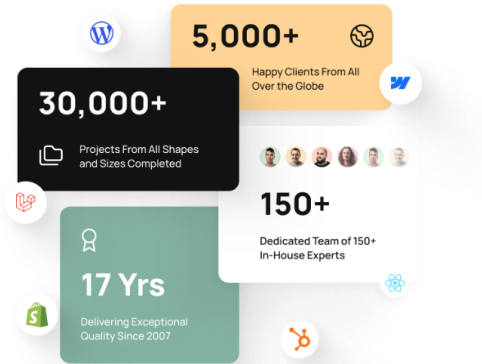 5,000+
Happy Clients From All
Over the Globe
30,000+
Projects From All Shapes
and Sizes Completed
150+
Dedicated Team of 150+
In-House Experts
17 Yrs
Delivering Exceptional
Quality Since 2007